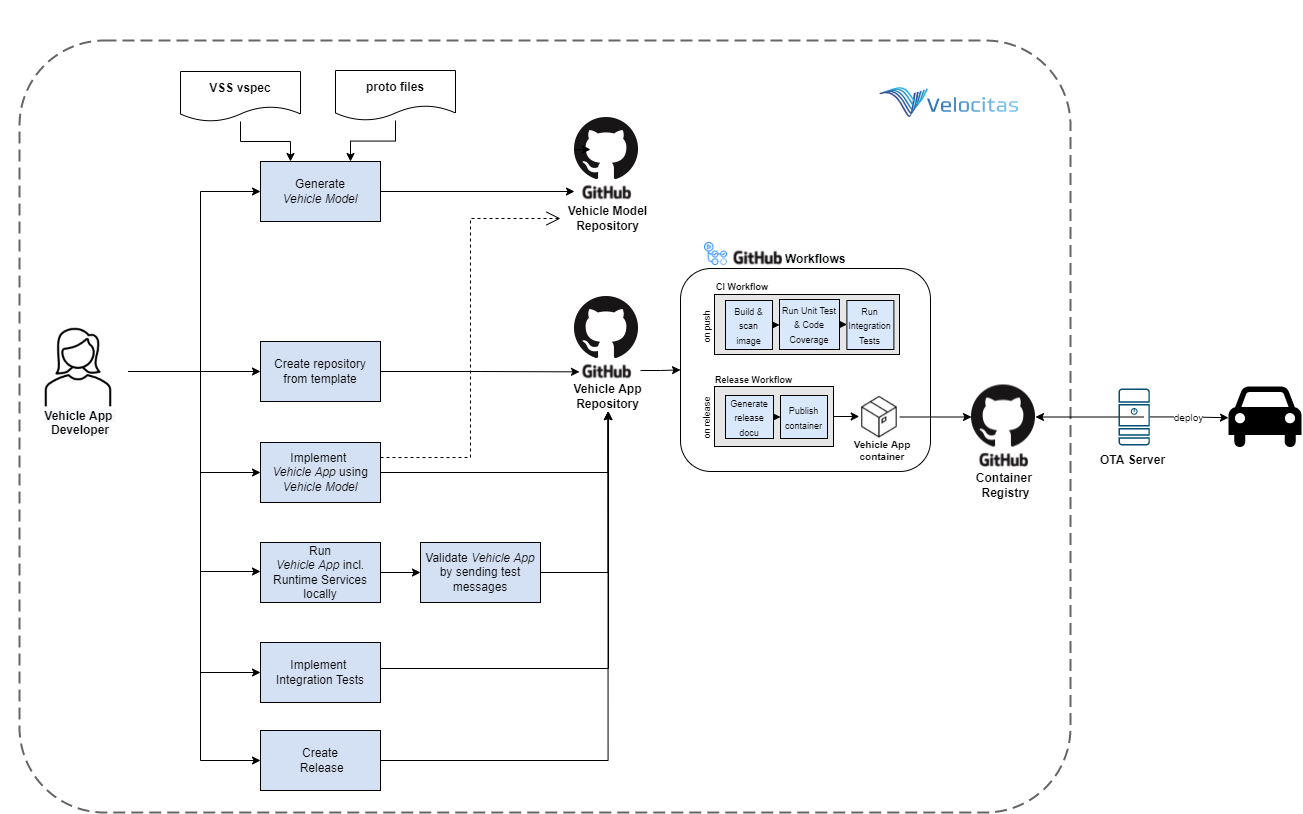 VSS vspec
proto files
Velocitas
Generate
Vehicle Model
GitHub
Vehicle Model
Repository
GitHub Workflows
CI Workflow
on push
Build &
scan
image
Run Unit Test
& Code
Coverage
Run
Integration
Tests
Vehicle App
Developer
Create repository
from template
GitHub
Vehicle App
Repository
Release Workflow
on release
Generate
release
docu
Publish
container
Vehicle App
container
GitHub
Container
Registry
OTA Server
deploy
Implement
Vehicle App using
Vehicle Model
Run
Vehicle App incl.
Runtime Services
locally
Validate Vehicle App
by sending test
messages
Implement
Integration Tests
Create
Release